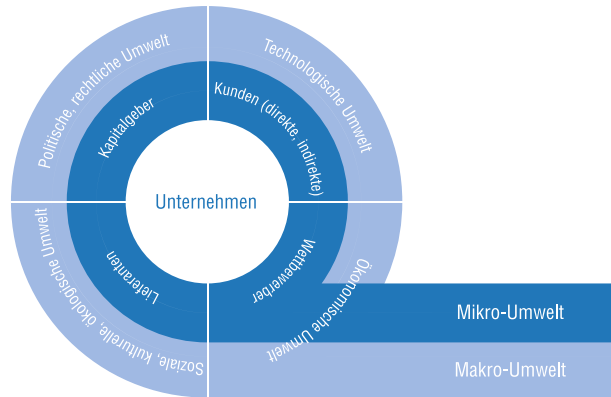 Politische, rechtliche Umwelt
Technologische Umwelt
Kapitalgeber
Kunden (direkte, indirekte)
Unternehmen
Lieferanten
Wettbewerber
Soziale, kulturelle, ökologische Umwelt
Ökonomische Umwelt
Mikro-Umwelt
Makro-Umwelt